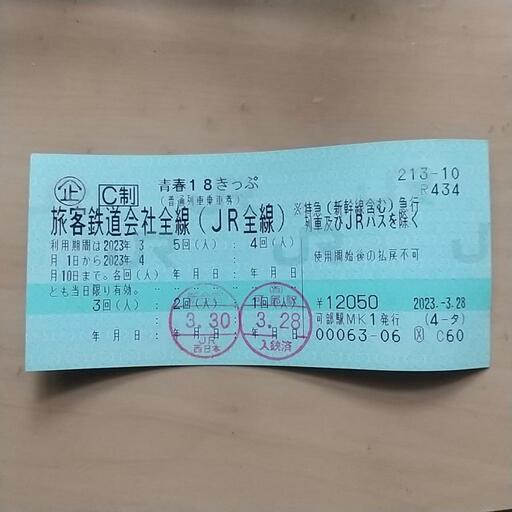 213-10
企 C制 青春18きっぷ
(普通列車乗車券)
R434
旅客鉄道会社全線(JR全線)
※特急(新幹線含む)急行
列車及びJRバスを除く
利用期間は2023年 3 5回(人) : 4回(人) :
月 1日から2023年 4
月10日まで。各回(人) 年 月 日 年 月 日
使用開始後の払戻不可
とも当日限り有効。
3回(人) : 2回(人) : 1回(人)
¥12050 2023.-3.28
3.30
JR
西日本
3.28
入鋏済
年 月 日 年 月 日 年 月 日
可部駅MK1発行 (4-タ)
00063-06 C60